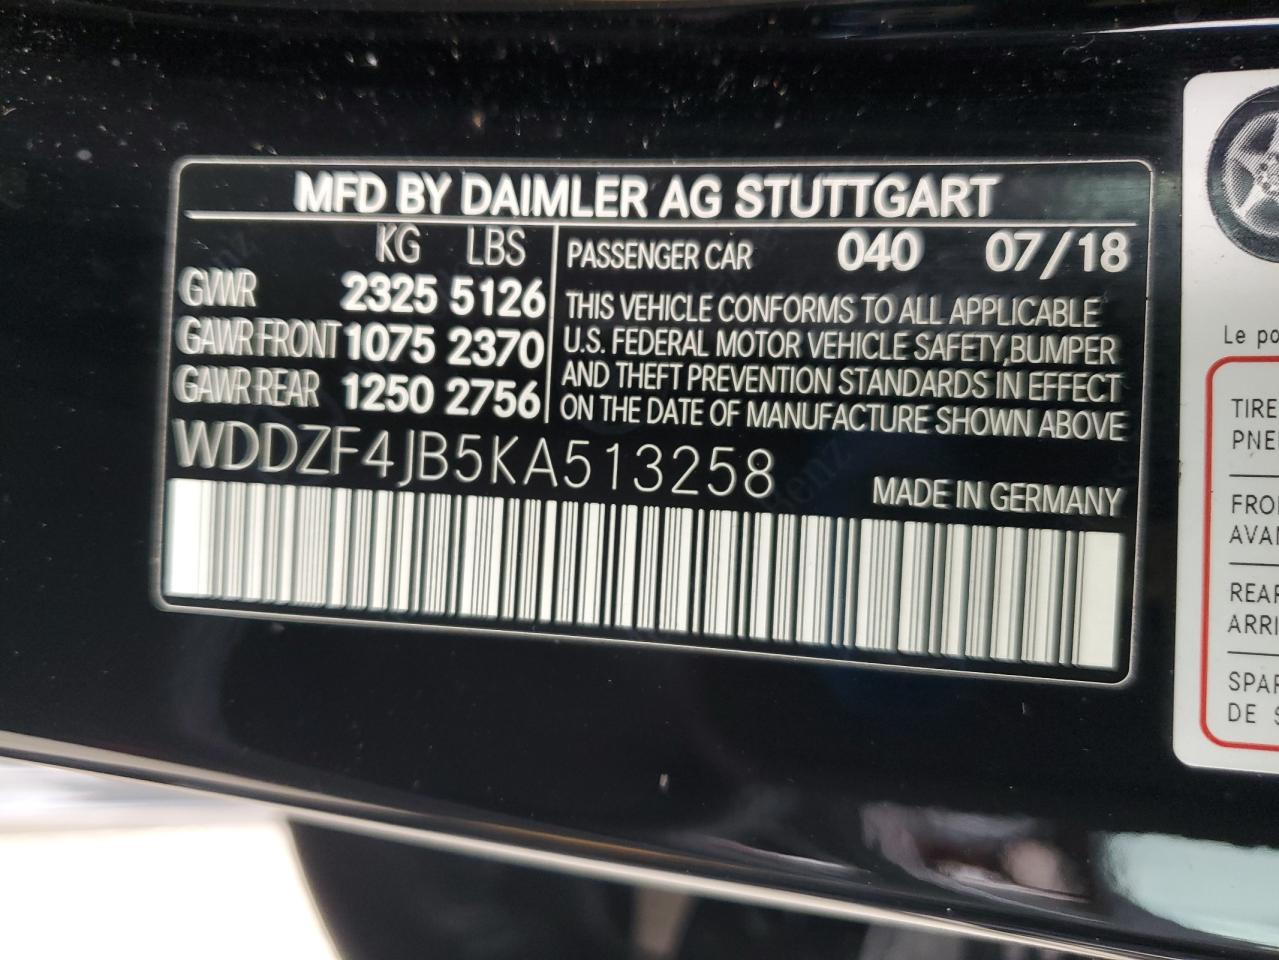 MFD BY DAIMLER AG STUTTGART
KG LBS
GVWR 2325 5126
GAWR FRONT 1075 2370
GAWR REAR 1250 2756
PASSENGER CAR 040 07/18
THIS VEHICLE CONFORMS TO ALL APPLICABLE
U.S. FEDERAL MOTOR VEHICLE SAFETY,BUMPER
AND THEFT PREVENTION STANDARDS IN EFFECT
ON THE DATE OF MANUFACTURE SHOWN ABOVE
WDDZF4JB5KA513258
MADE IN GERMANY
Le
TIRE